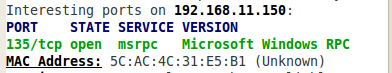 Interesting ports on 192.168.11.150:
PORT    STATE SERVICE VERSION
135/tcp open  msrpc   Microsoft Windows RPC
MAC Address: 5C:AC:4C:31:E5:B1 (Unknown)